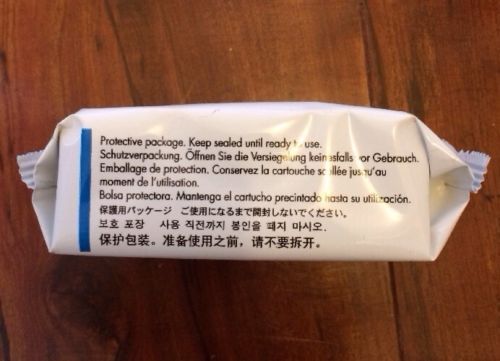 Protective package. Keep sealed until ready to use.
Schutzverpackung. Öffnen Sie die Versiegelung keinesfalls vor Gebrauch.
Emballage de protection. Conservez la cartouche scellée jusqu'au
moment de l'utilisation.
Bolsa protectora. Mantenga el cartucho precintado hasta su utilización.
保護用パッケージ ご使用になるまで開封しないでください。
보호 포장 사용 직전까지 봉인을 떼지 마시오.
保护包装。准备使用之前，请不要拆开。